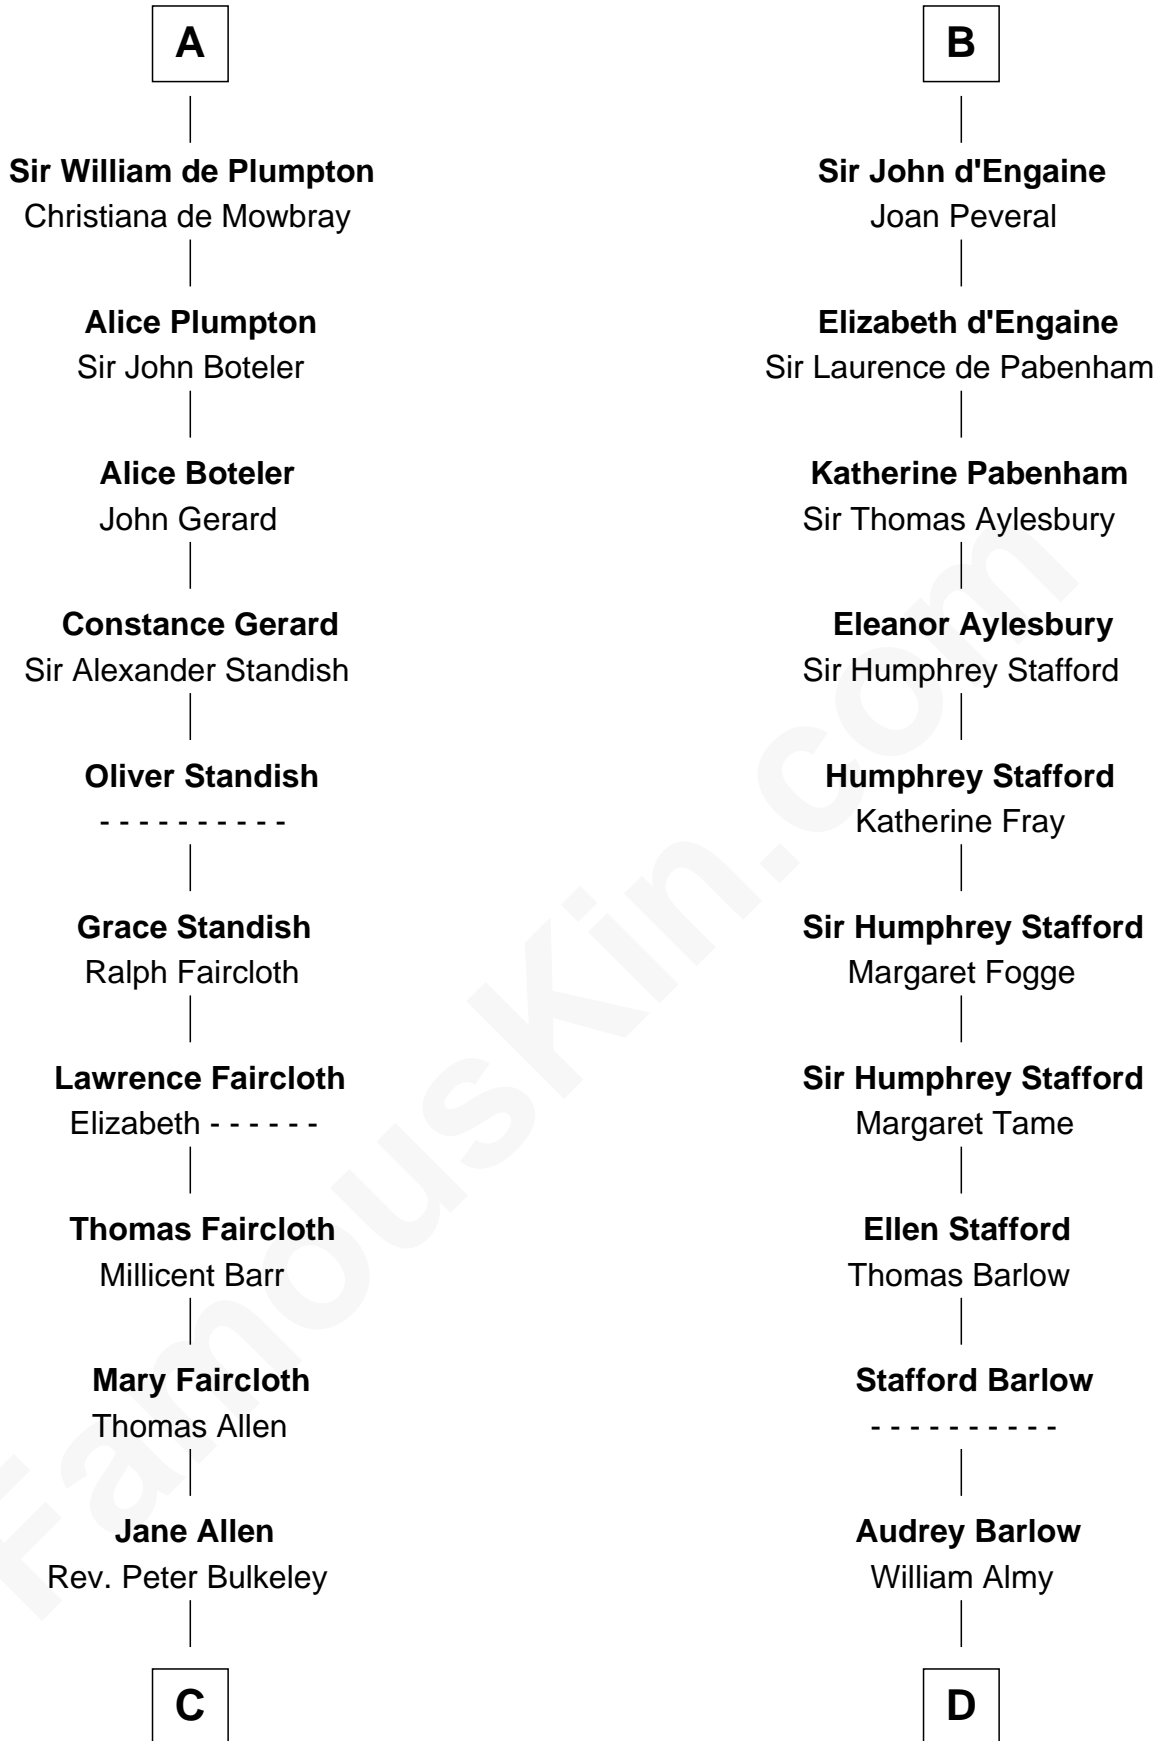 A
Sir William de Plumpton
Christiana de Mowbray
Alice Plumpton
Sir John Boteler
Alice Boteler
John Gerard
Constance Gerard
Sir Alexander Standish
Oliver Standish
- - - - - - - - - -
Grace Standish
Ralph Faircloth
Lawrence Faircloth
Elizabeth - - - - - -
Thomas Faircloth
Millicent Barr
Mary Faircloth
Thomas Allen
Jane Allen
Rev. Peter Bulkeley
C
B
Sir John d'Engaine
Joan Peveral
Elizabeth d'Engaine
Sir Laurence de Pabenham
Katherine Pabenham
Sir Thomas Aylesbury
Eleanor Aylesbury
Sir Humphrey Stafford
Humphrey Stafford
Katherine Fray
Sir Humphrey Stafford
Margaret Fogge
Sir Humphrey Stafford
Margaret Tame
Ellen Stafford
Thomas Barlow
Stafford Barlow
- - - - - - - - - -
Audrey Barlow
William Almy
D
FamousKin.com